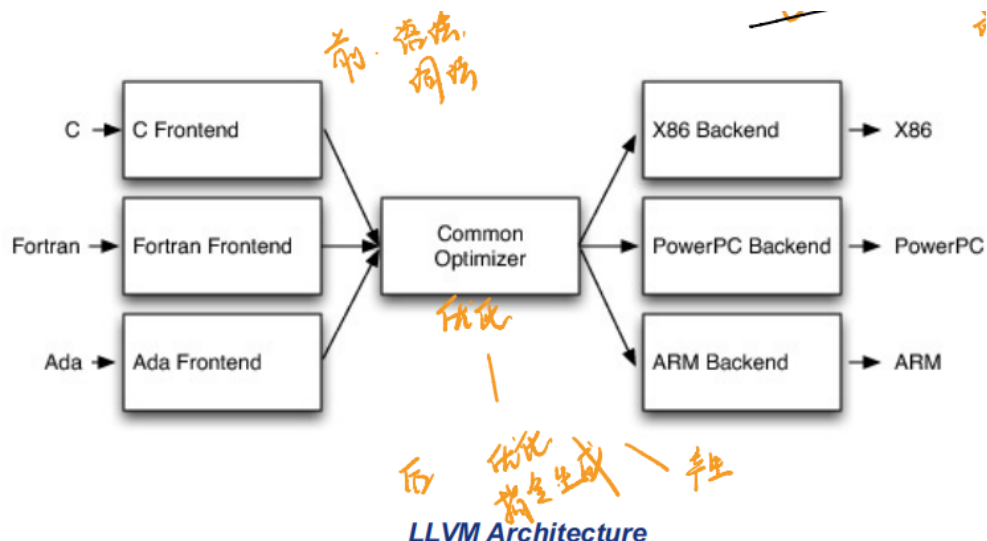 前. 语法.
词法
C
C Frontend
X86 Backend
X86
Fortran
Fortran Frontend
Common
Optimizer
PowerPC Backend
PowerPC
优化
Ada
Ada Frontend
ARM Backend
ARM
后
优化
指令生成
LLVM Architecture